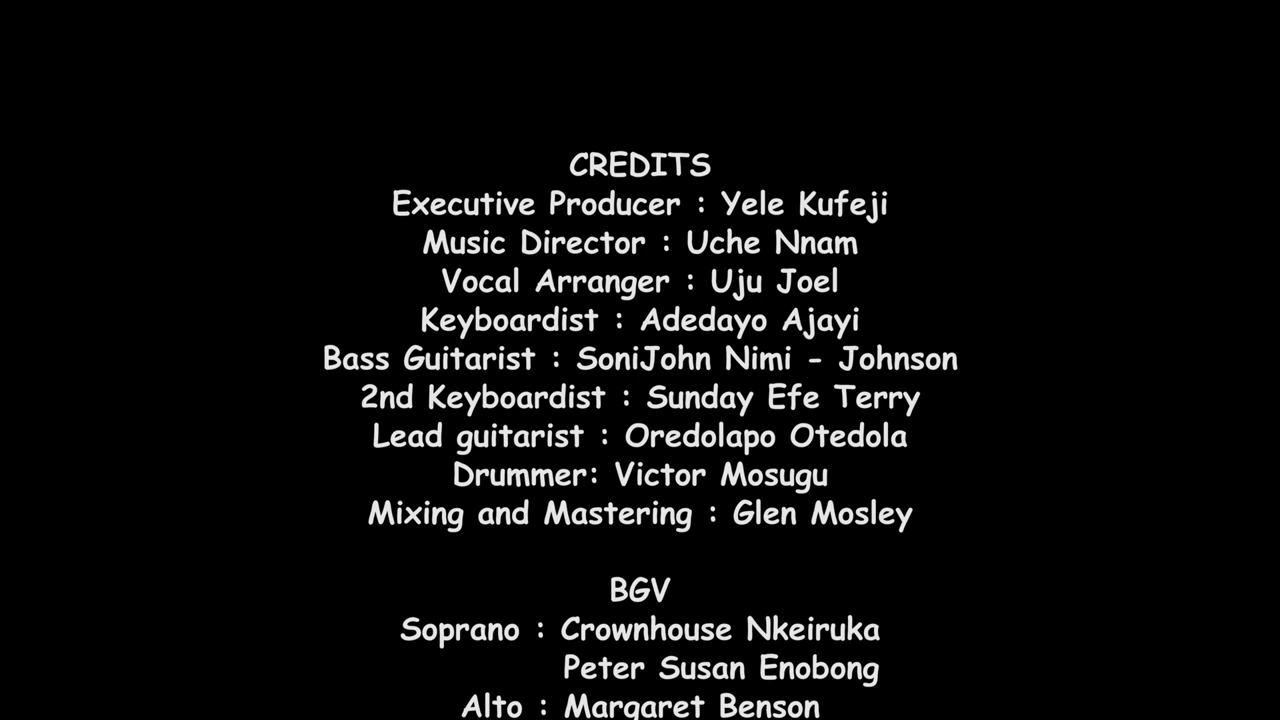 CREDITS
Executive Producer : Yele Kufeji
Music Director : Uche Nnam
Vocal Arranger : Uju Joel
Keyboardist : Adedayo Ajayi
Bass Guitarist : SoniJohn Nimi - Johnson
2nd Keyboardist : Sunday Efe Terry
Lead guitarist : Oredolapo Otedola
Drummer: Victor Mosugu
Mixing and Mastering : Glen Mosley
BGV
Soprano : Crownhouse Nkeiruka
Peter Susan Enobong
Alto : Margaret Benson